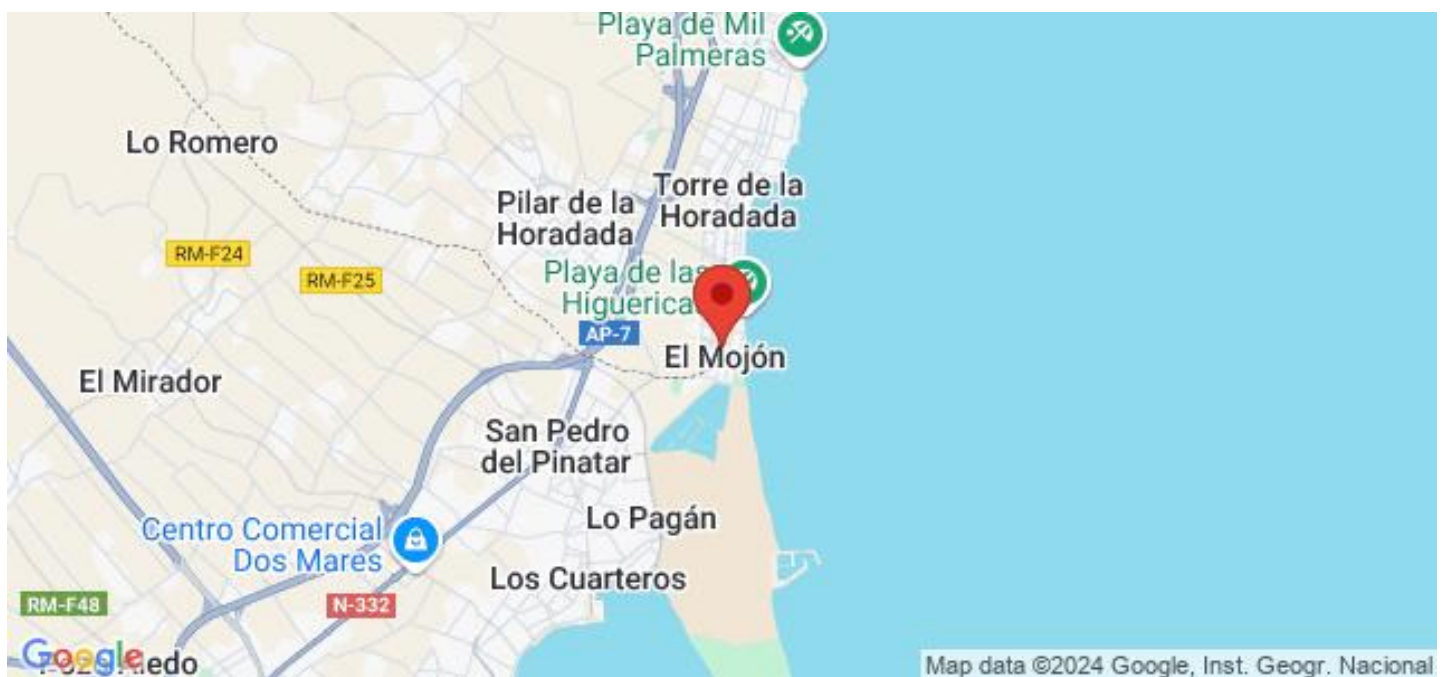 Playa de Mil
Palmeras
Lo Romero
Pilar de la
Horadada
Torre de la
Horadada
RM-F24
RM-F25
Playa de las
AP-7
El Mojón
El Mirador
San Pedro
del Pinatar
Centro Comercial
Dos Mares
Lo Pagán
Los Cuarteros
RM-F48
N-332
Google
Map data ©2024 Google, Inst. Geogr. Nacional